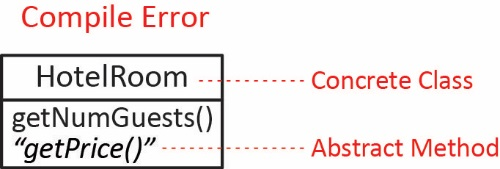 Compile Error
HotelRoom
Concrete Class
getNumGuests()
“getPrice()”
Abstract Method